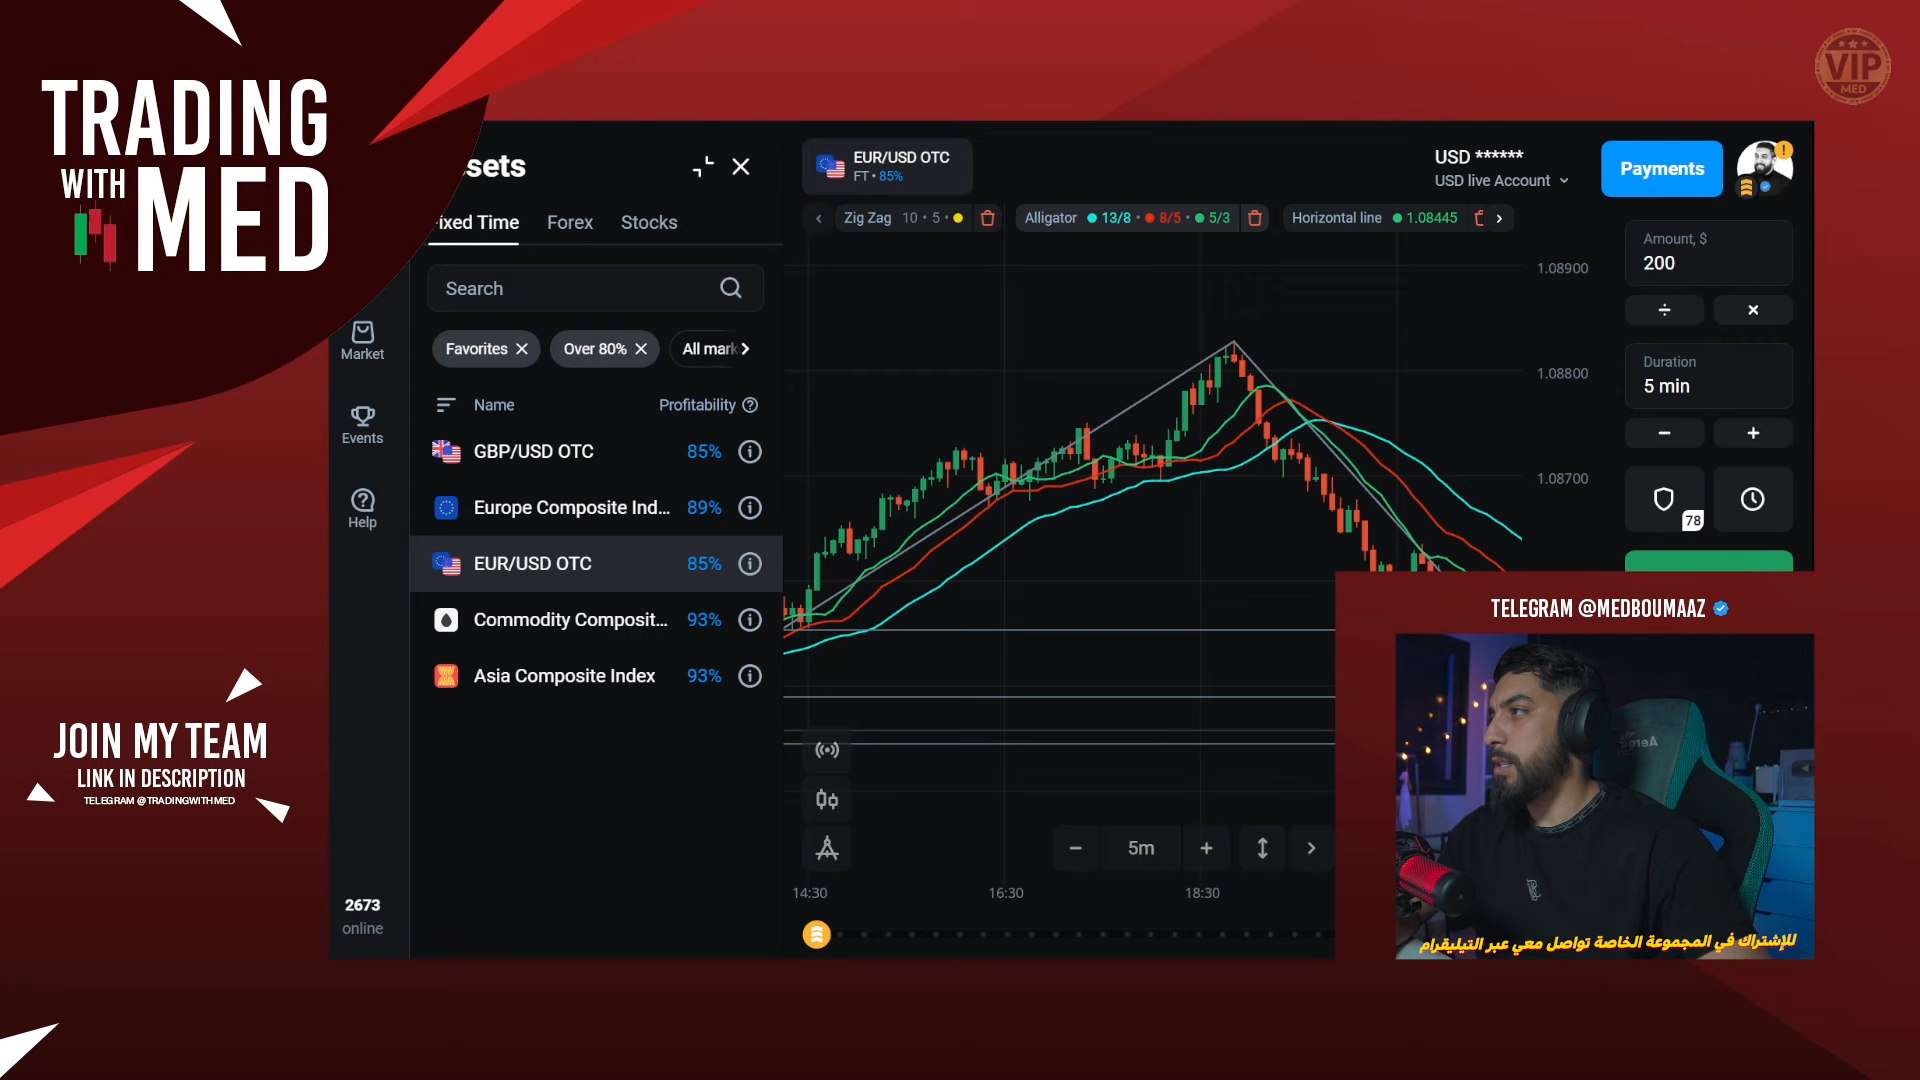 TRADING
WITH
MED
VIP
MED
ssets
ixed Time
Forex
Stocks
Search
Favorites
Over 80%
All mark
Name
Profitability
GBP/USD OTC
85%
Europe Composite Ind...
89%
EUR/USD OTC
85%
Commodity Composit...
93%
Asia Composite Index
93%
Market
Events
Help
2673
online
EUR/USD OTC
FT • 85%
USD ******
USD live Account
Payments
Zig Zag 10 • 5 •
Alligator 13/8 • 8/5 • 5/3
Horizontal line 1.08445
1.08900
1.08800
1.08700
Amount, $
200
÷
×
Duration
5 min
−
+
78
− 5m +
14:30
16:30
18:30
JOIN MY TEAM
LINK IN DESCRIPTION
TELEGRAM @TRADINGWITHMED
TELEGRAM @MEDBOUMAAZ
للإشتراك في المجموعة الخاصة تواصل معي عبر التيليقرام